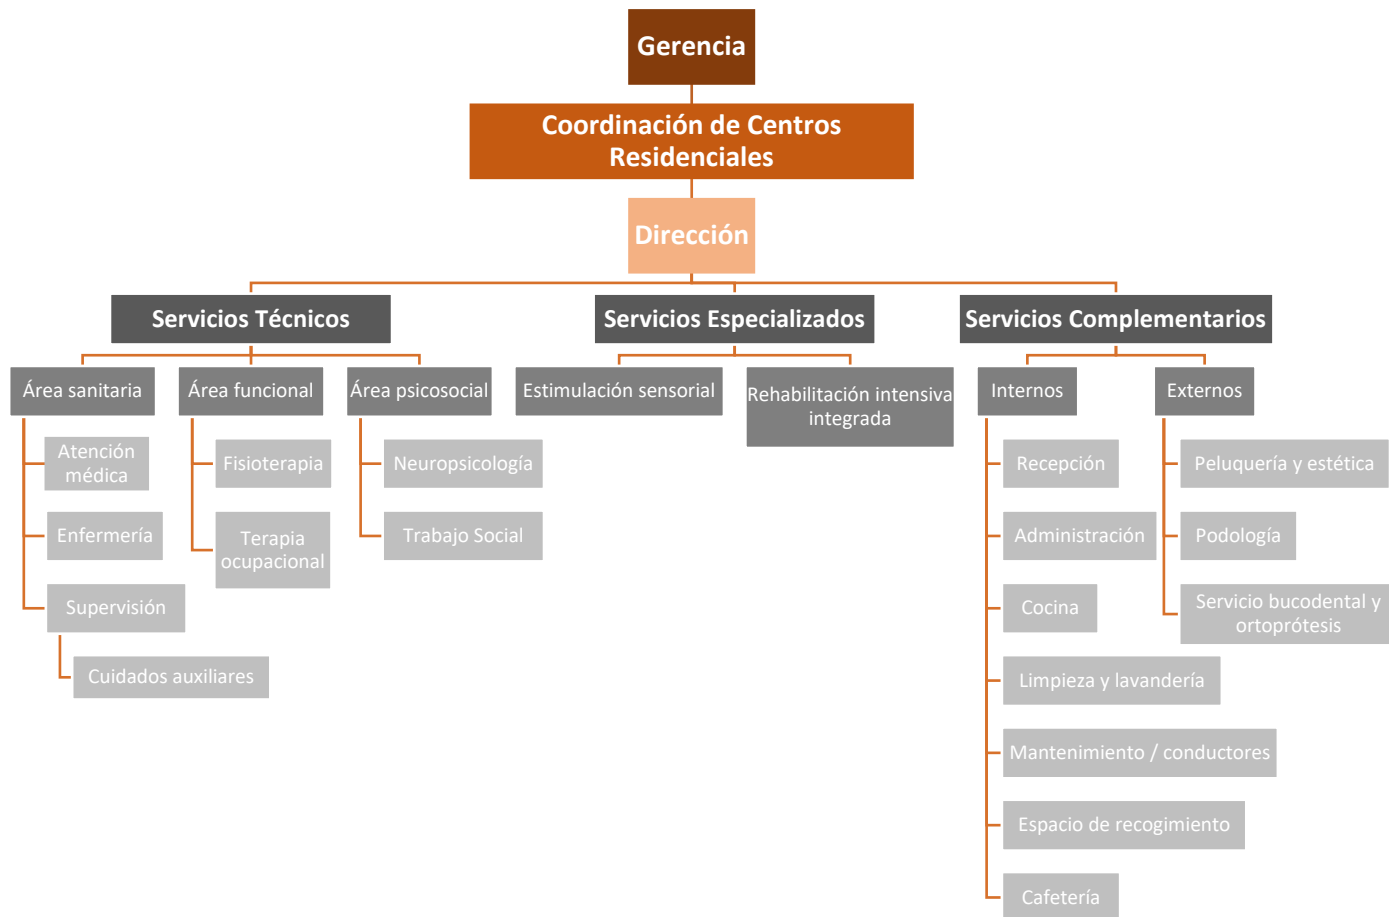 Gerencia
Coordinación de Centros
Residenciales
Dirección
Servicios Técnicos
Servicios Especializados
Servicios Complementarios
Área sanitaria
Área funcional
Área psicosocial
Estimulación sensorial
Rehabilitación intensiva
integrada
Internos
Externos
Atención
médica
Enfermería
Supervisión
Cuidados auxiliares
Fisioterapia
Terapia
ocupacional
Neuropsicología
Trabajo Social
Recepción
Administración
Cocina
Limpieza y lavandería
Mantenimiento / conductores
Espacio de recogimiento
Cafetería
Peluquería y estética
Podología
Servicio bucodental y
ortoprótesis